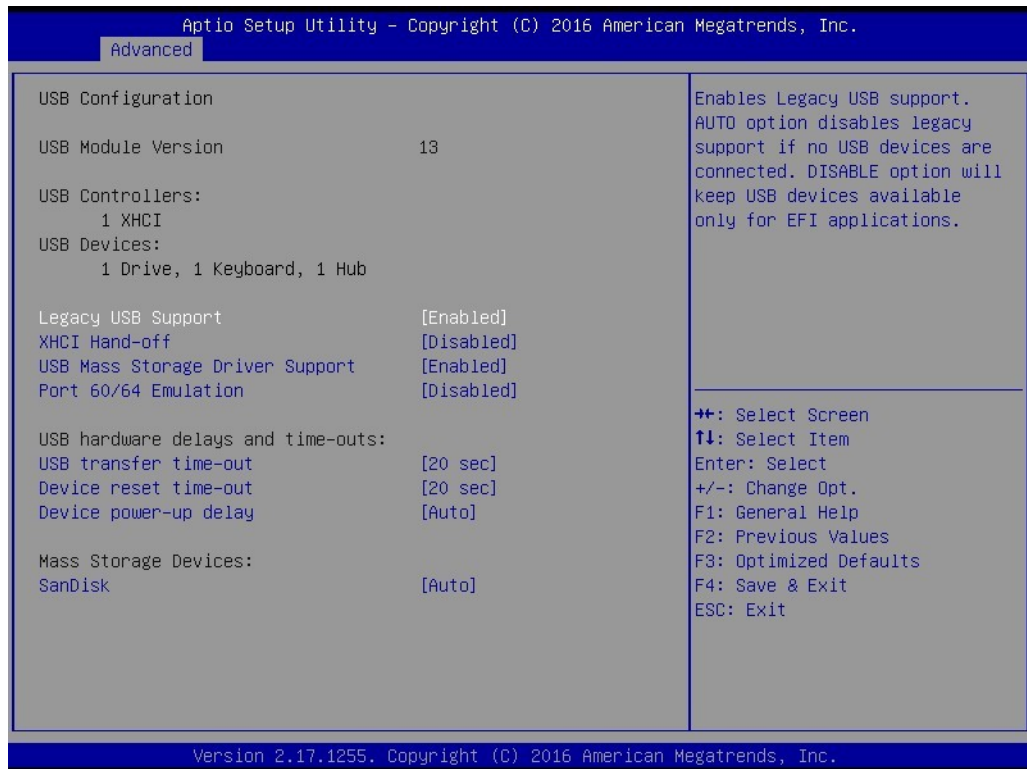 Aptio Setup Utility – Copyright (C) 2016 American Megatrends, Inc.
Advanced
USB Configuration
USB Module Version 13
USB Controllers:
1 XHCI
USB Devices:
1 Drive, 1 Keyboard, 1 Hub
Legacy USB Support [Enabled]
XHCI Hand-off [Disabled]
USB Mass Storage Driver Support [Enabled]
Port 60/64 Emulation [Disabled]
USB hardware delays and time-outs:
USB transfer time-out [20 sec]
Device reset time-out [20 sec]
Device power-up delay [Auto]
Mass Storage Devices:
SanDisk [Auto]
Enables Legacy USB support.
AUTO option disables legacy
support if no USB devices are
connected. DISABLE option will
keep USB devices available
only for EFI applications.
→←: Select Screen
↑↓: Select Item
Enter: Select
+/-: Change Opt.
F1: General Help
F2: Previous Values
F3: Optimized Defaults
F4: Save & Exit
ESC: Exit
Version 2.17.1255. Copyright (C) 2016 American Megatrends, Inc.